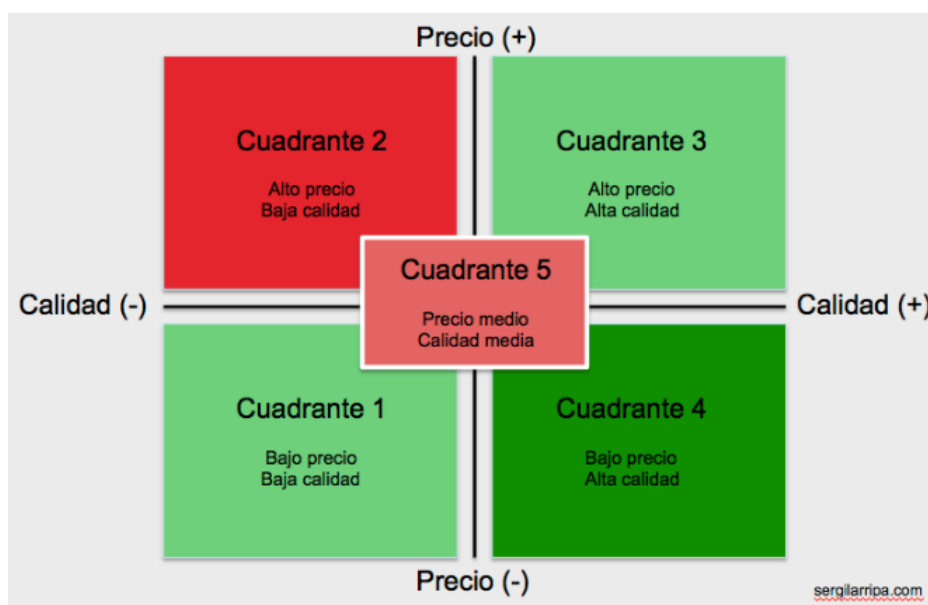 Precio (+)
Cuadrante 2
Alto precio
Baja calidad
Cuadrante 3
Alto precio
Alta calidad
Cuadrante 5
Precio medio
Calidad media
Calidad (-)
Calidad (+)
Cuadrante 1
Bajo precio
Baja calidad
Cuadrante 4
Bajo precio
Alta calidad
Precio (-)
sergilarripa.com